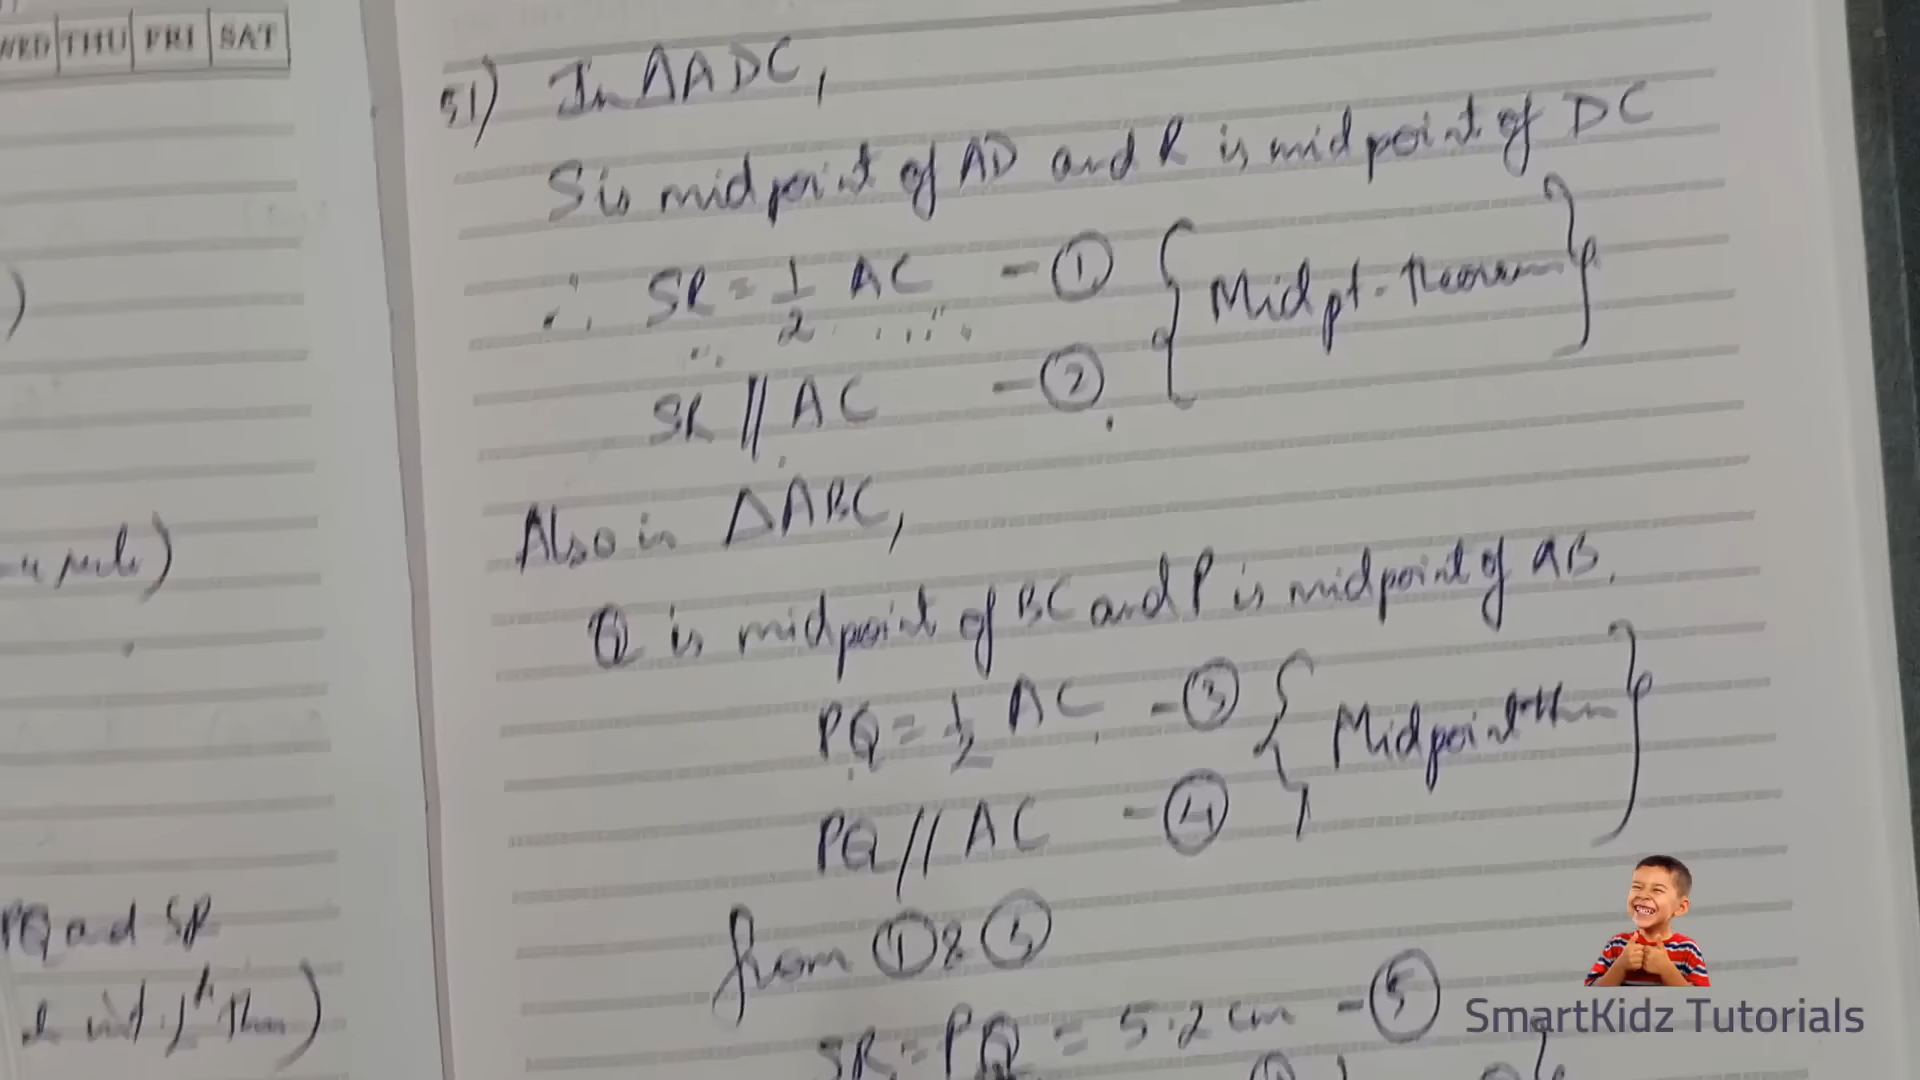 WED THU FRI SAT
51) In ΔADC,
S is midpoint of AD and R is midpoint of DC
∴ SR = 1/2 AC - ①
{Midpt. theorem}
SR // AC - ②
Also in ΔABC,
Q is midpoint of BC and P is midpoint of AB.
PQ = 1/2 AC - ③
{Midpoint thm}
PQ // AC - ④
from ① & ③
SR = PQ = 5.2 cm - ⑤
)
rule)
PQ and SR
Thm)
SmartKidz Tutorials